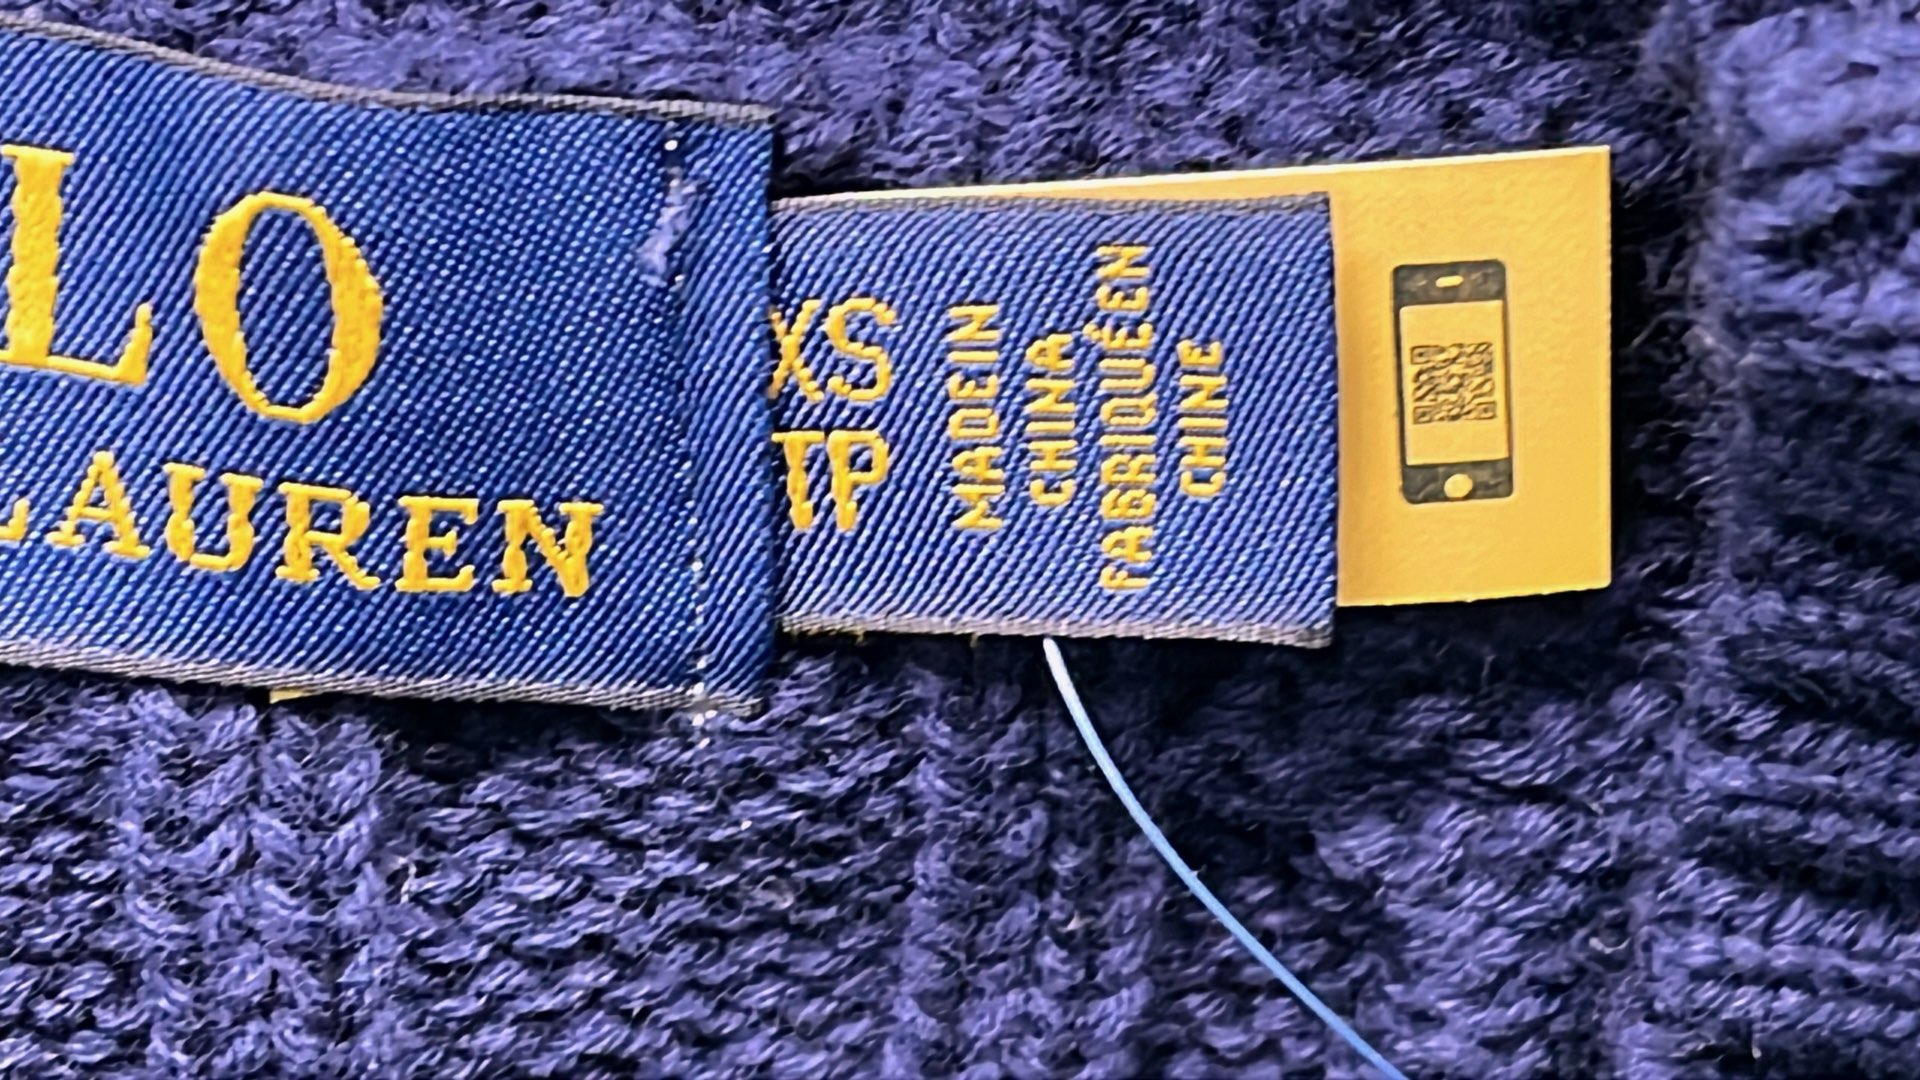 LO
LAUREN
XS
TP
MADE IN
CHINA
FABRIQUÉ EN
CHINE